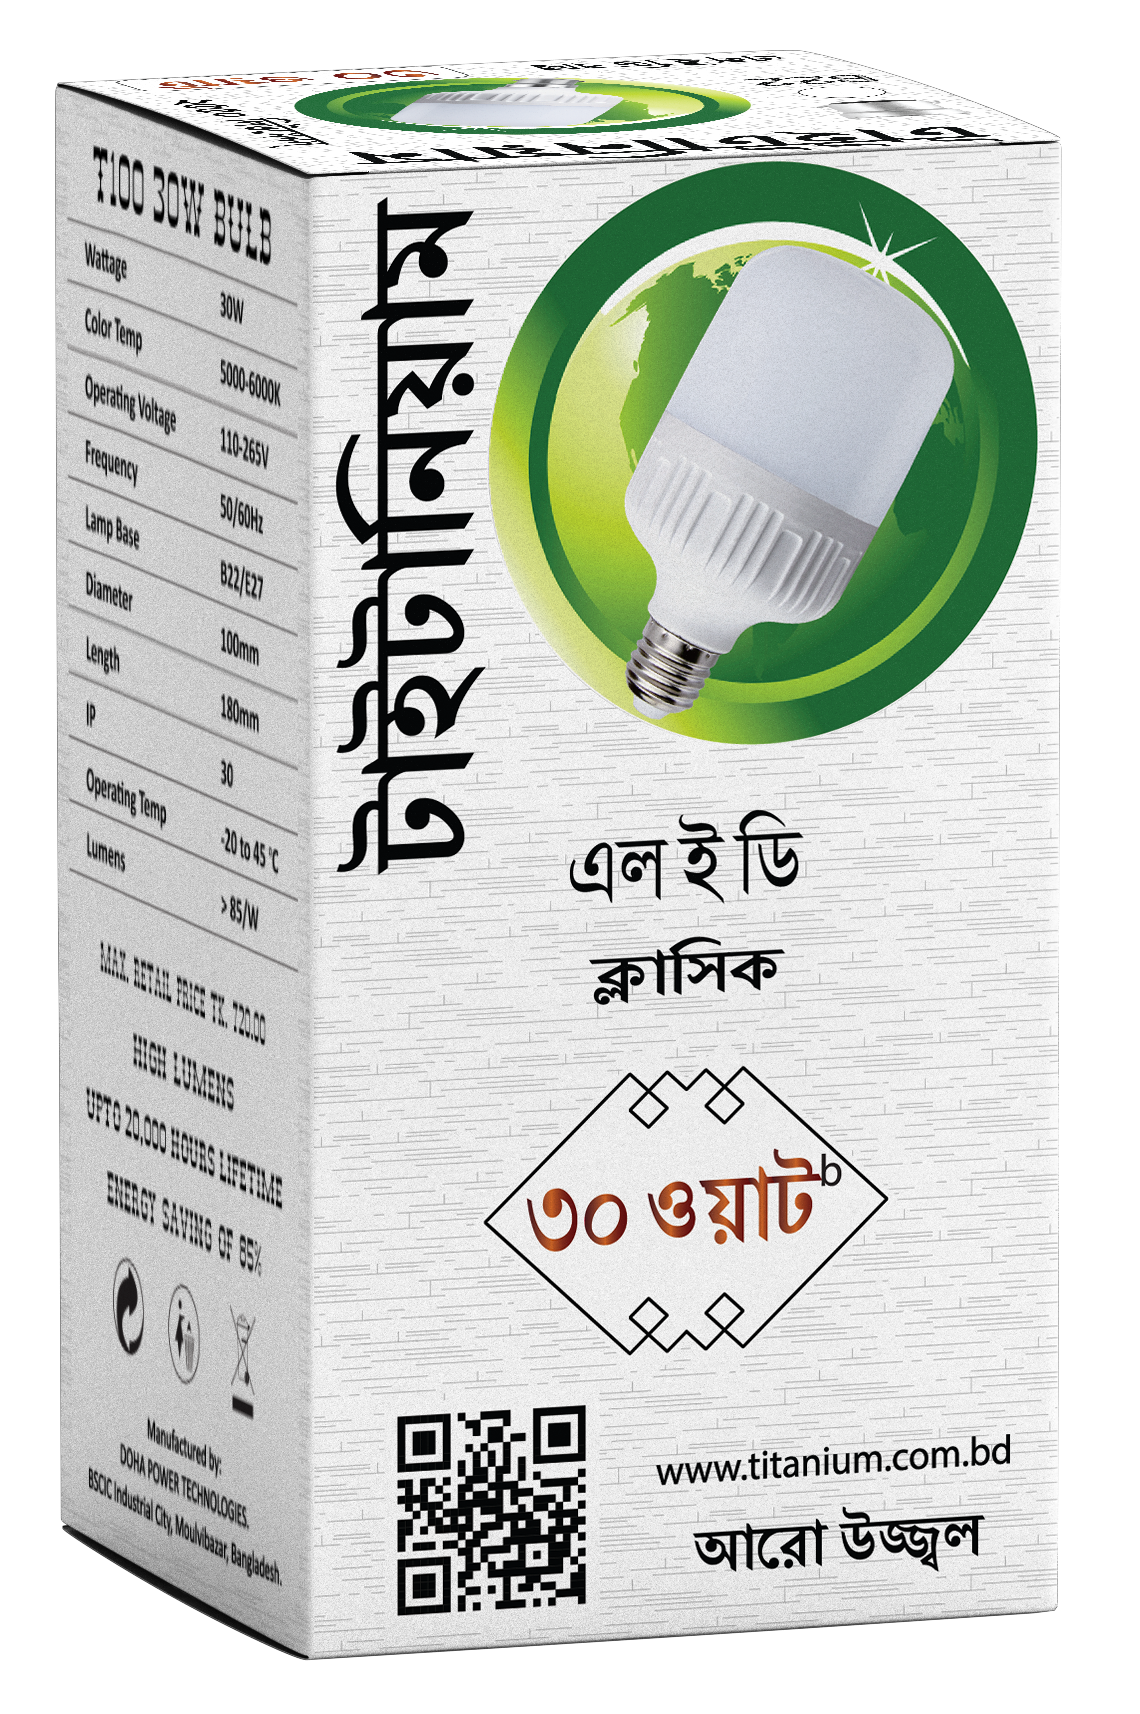 T100 30W BULB
Wattage 30W
Color Temp 5000-6000K
Operating Voltage 110-265V
Frequency 50/60Hz
Lamp Base B22/E27
Diameter 100mm
Length 180mm
IP 30
Operating Temp -20 to 45 °C
Lumens > 85/W
MAX. RETAIL PRICE TK. 720.00
HIGH LUMENS
UPTO 20,000 HOURS LIFETIME
ENERGY SAVING OF 85%
Manufactured by:
DOHA POWER TECHNOLOGIES.
BSCIC Industrial City, Moulvibazar, Bangladesh.
টাইটানিয়াম
এল ই ডি
ক্লাসিক
৩০ ওয়াট b
www.titanium.com.bd
আরো উজ্জ্বল